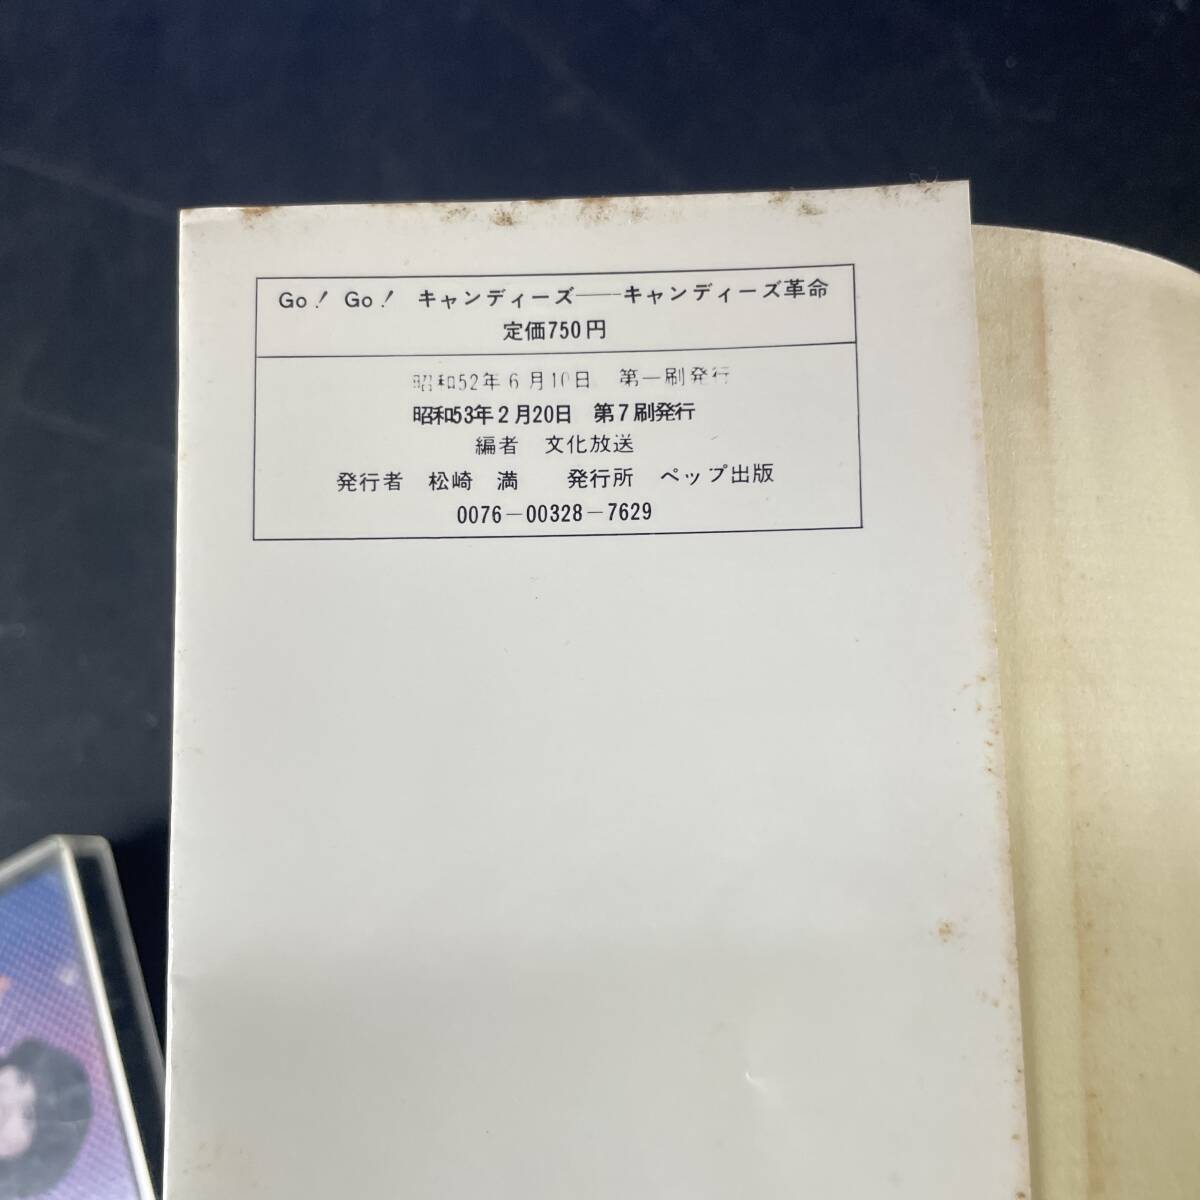 Go! Go! キャンディーズ――キャンディーズ革命
定価750円
昭和52年6月10日 第一刷発行
昭和53年2月20日 第7刷発行
編者 文化放送
発行者 松崎 満 発行所 ペップ出版
0076－00328－7629